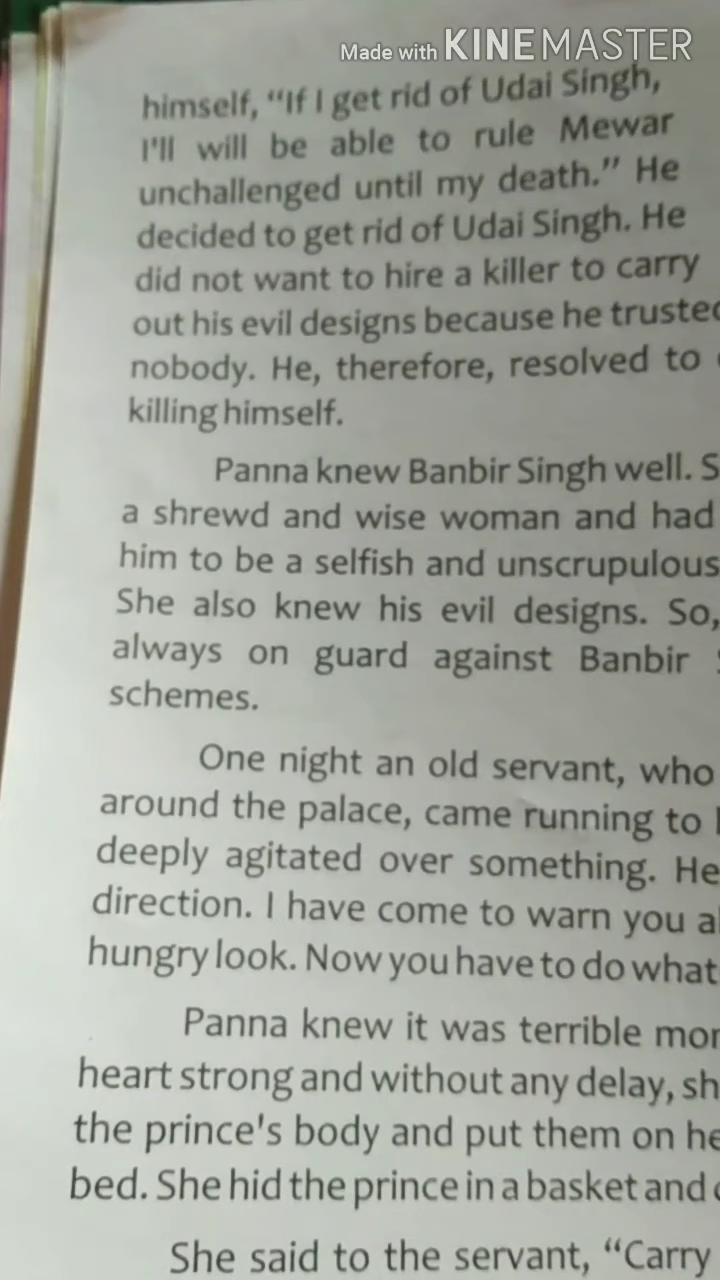 Made with KINEMASTER
himself, “If I get rid of Udai Singh,
I'll will be able to rule Mewar
unchallenged until my death.” He
decided to get rid of Udai Singh. He
did not want to hire a killer to carry
out his evil designs because he
nobody. He, therefore, resolved to
killing himself.
Panna knew Banbir Singh well.
a shrewd and wise woman and had
him to be a selfish and unscrupulous
She also knew his evil designs. So,
always on guard against Banbir
schemes.
One night an old servant, who
around the palace, came running to
deeply agitated over something. He
direction. I have come to warn you
hungry look. Now you have to do what
Panna knew it was terrible
heart strong and without any delay,
the prince's body and put them on
bed. She hid the prince in a basket and
She said to the servant, “Carry